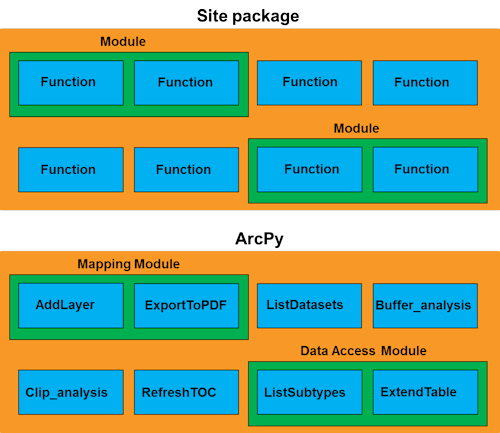 Site package
Module
Function Function Function Function
Module
Function Function Function Function
ArcPy
Mapping Module
AddLayer ExportToPDF ListDatasets Buffer_analysis
Data Access Module
Clip_analysis RefreshTOC ListSubtypes ExtendTable